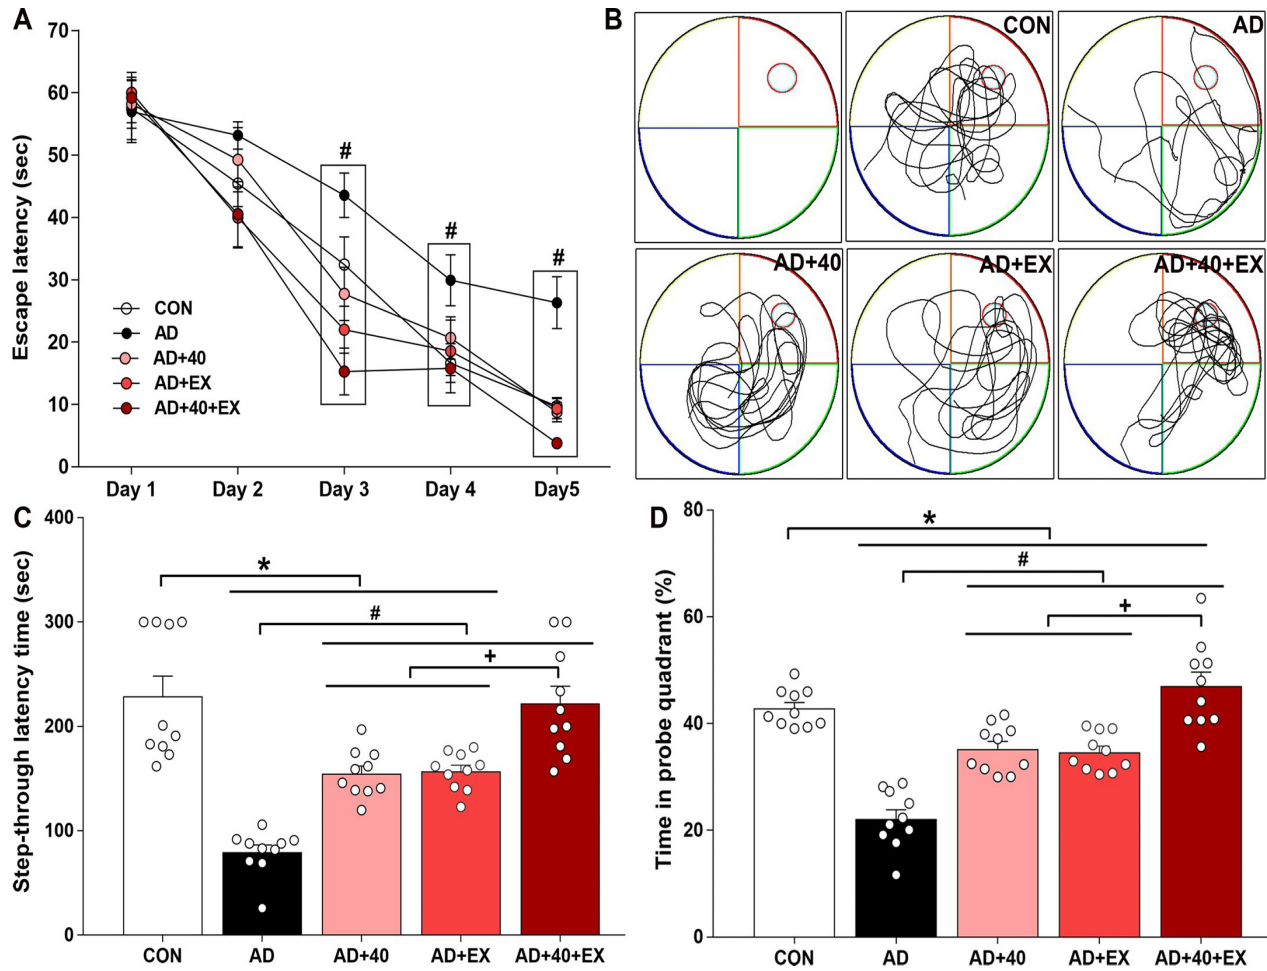 A
70
60
50
40
30
20
10
0
Escape latency (sec)
#
#
#
CON
AD
AD+40
AD+EX
AD+40+EX
Day 1
Day 2
Day 3
Day 4
Day5
B
CON
AD
AD+40
AD+EX
AD+40+EX
C
400
300
200
100
0
Step-through latency time (sec)
*
#
+
CON
AD
AD+40
AD+EX
AD+40+EX
D
80
60
40
20
0
Time in probe quadrant (%)
*
#
+
CON
AD
AD+40
AD+EX
AD+40+EX